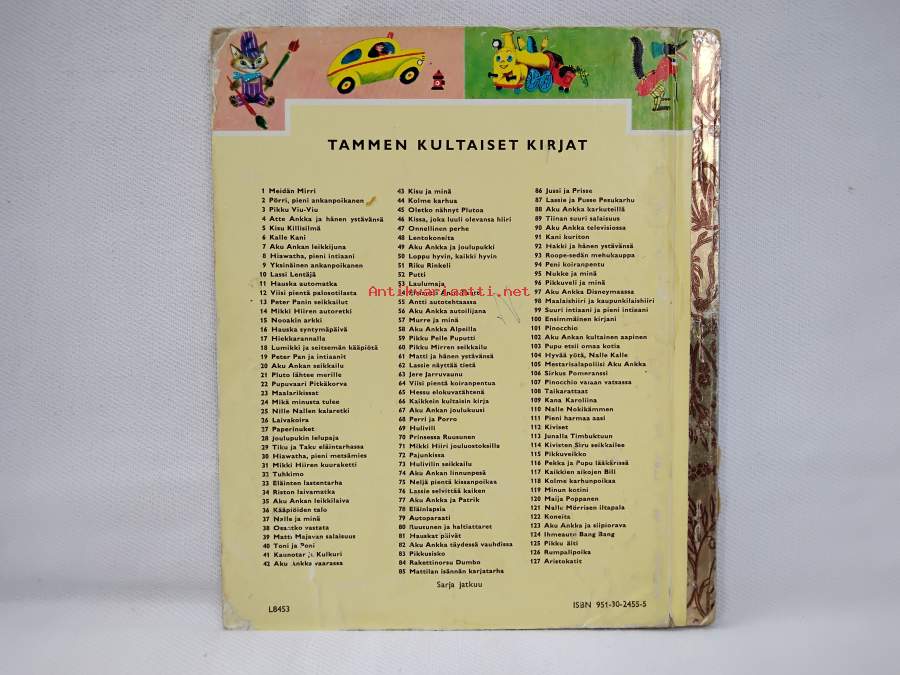 TAMMEN KULTAISET KIRJAT
1 Meidän Mirri
2 Pörri, pieni ankanpoikanen
3 Pikku Viu-Viu
4 Atte Ankka ja hänen ystävänsä
5 Kisu Killisilmä
6 Kalle Kani
7 Aku Ankan leikkijuna
8 Hiawatha, pieni intiaani
9 Yksinäinen ankanpoikanen
10 Lassi Lentäjä
11 Hauska automatka
12 Viisi pientä palosotilasta
13 Peter Panin seikkailut
14 Mikki Hiiren autoretki
15 Nooakin arkki
16 Hauska syntymäpäivä
17 Hiekkarannalla
18 Lumikki ja seitsemän kääpiötä
19 Peter Pan ja intiaanit
20 Aku Ankan seikkailu
21 Pluto lähtee merille
22 Pupuvaari Pitkäkorva
23 Maalarikissat
24 Mikä minusta tulee
25 Nille Nallen kalaretki
26 Laivakoira
27 Paperinuket
28 Joulupukin lelupaja
29 Tiku ja Taku eläintarhassa
30 Hiawatha, pieni metsämies
31 Mikki Hiiren kuuraketti
32 Tuhkimo
33 Eläinten lastentarha
34 Riston laivamatka
35 Aku Ankan leikkilaiva
36 Kääpiöiden talo
37 Nalle ja minä
38 Osaatko vastata
39 Matti Majavan salaisuus
40 Toni ja Poni
41 Kaunotar ja Kulkuri
42 Aku Ankka vaarassa
43 Kisu ja minä
44 Kolme karhua
45 Oletko nähnyt Plutoa
46 Kissa, joka luuli olevansa hiiri
47 Onnellinen perhe
48 Lentokoneita
49 Aku Ankka ja joulupukki
50 Loppu hyvin, kaikki hyvin
51 Riku Rinkeli
52 Putti
53 Laulumaja
Antikvariaatti.net
55 Antti autotehtaassa
56 Aku Ankka autoilijana
57 Murre ja minä
58 Aku Ankka Alpeilla
59 Pikku Pelle Puputti
60 Pikku Mirren seikkailu
61 Matti ja hänen ystävänsä
62 Lassie näyttää tietä
63 Jere Jarruvaunu
64 Viisi pientä koiranpentua
65 Hessu elokuvatähtenä
66 Kaikkein kultaisin kirja
67 Aku Ankan joulukuusi
68 Perri ja Porro
69 Hulivili
70 Prinsessa Ruusunen
71 Mikki Hiiri jouluostoksilla
72 Pajunkissa
73 Hulivilin seikkailu
74 Aku Ankan linnunpesä
75 Neljä pientä kissanpoikaa
76 Lassie selvittää kaiken
77 Aku Ankka ja Patrik
78 Eläinlapsia
79 Autoparaati
80 Ruusunen ja haltiattaret
81 Hauskat päivät
82 Aku Ankka täydessä vauhdissa
83 Pikkusisko
84 Rakettinorsu Dumbo
85 Mattilan isännän karjatarha
86 Jussi ja Prisse
87 Lassie ja Pusse Pesukarhu
88 Aku Ankka karkuteillä
89 Tiinan suuri salaisuus
90 Aku Ankka televisiossa
91 Kani kuriton
92 Hakki ja hänen ystävänsä
93 Roope-sedän mehukauppa
94 Peni koiranpentu
95 Nukke ja minä
96 Pikkuveli ja minä
97 Aku Anka Disneymaassa
98 Maalaishiiri ja kaupunkilaishiiri
99 Suuri intiaani ja pieni intiaani
100 Ensimmäinen kirjani
101 Pinocchio
102 Aku Ankan kultainen aapinen
103 Pupu etsii omaa kotia
104 Hyvää yötä, Nalle Kalle
105 Mestarisalapoliisi Aku Ankka
106 Sirkus Pomeranssi
107 Pinocchio varaan vatsassa
108 Taikarattaat
109 Kana Karoliina
110 Nalle Nokikämmen
111 Pieni harmaa aasi
112 Kiviset
113 Junalla Timbuktuun
114 Kivisten Siru seikkailee
115 Pikkuveikko
116 Pekka ja Pupu lääkärissä
117 Kaikkien aikojen Bill
118 Kolme karhunpoikaa
119 Minun kotini
120 Maija Poppanen
121 Nalle Mörrisen iltapala
122 Koneita
123 Aku Ankka ja siipiorava
124 Ihmeauto Bang Bang
125 Pikku äiti
126 Rumpalipoika
127 Aristokatit
Sarja jatkuu
L8453
ISBN 951-30-2455-5